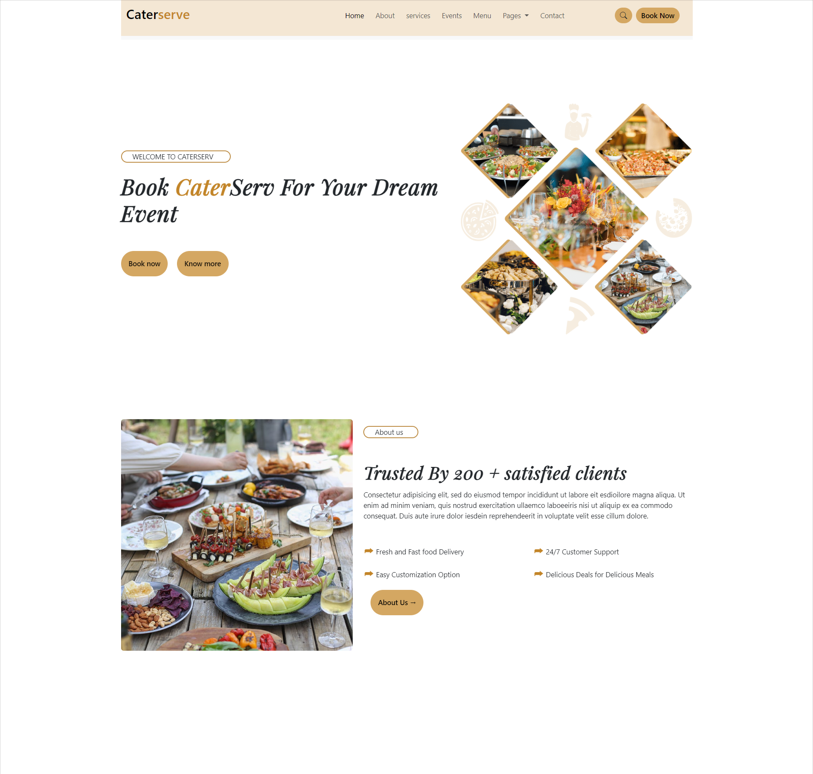 Caterserve
Home About services Events Menu Pages Contact
Book Now
WELCOME TO CATERSERV
Book CaterServ For Your Dream
Event
Book now
Know more
About us
Trusted By 200 + satisfied clients
Consectetur adipisicing elit, sed do eiusmod tempor incididunt ut labore eit esdioilore magna aliqua. Ut
enim ad minim veniam, quis nostrud exercitation ullaemco laboeeiris nisi ut aliquip ex ea commodo
consequat. Duis aute irure dolor iesdein reprehendeerit in voluptate velit esse cillum dolore.
Fresh and Fast food Delivery
24/7 Customer Support
Easy Customization Option
Delicious Deals for Delicious Meals
About Us →